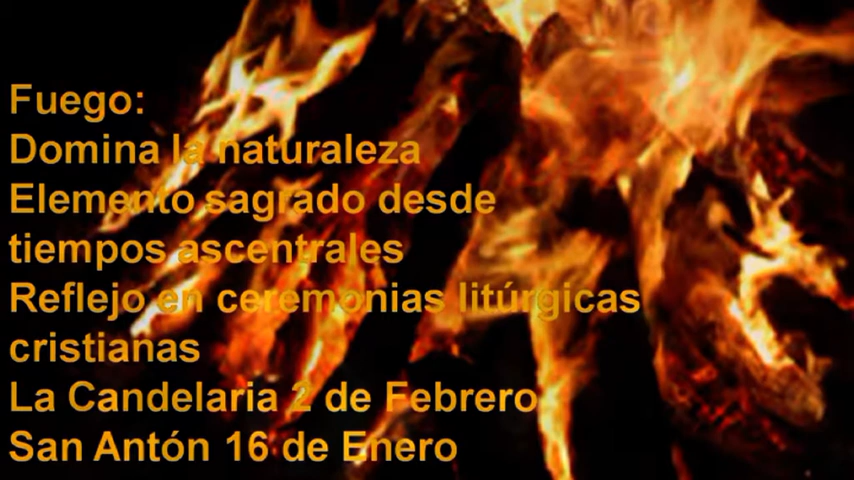 Fuego:
Domina la naturaleza
Elemento sagrado desde
tiempos ascentrales
Reflejo en ceremonias litúrgicas
cristianas
La Candelaria 2 de Febrero
San Antón 16 de Enero